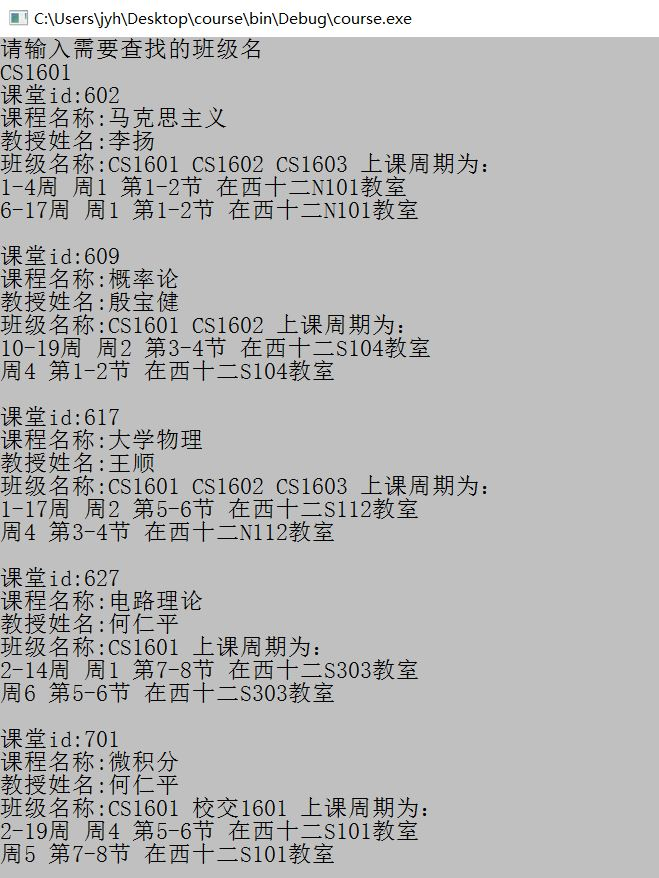 C:\Users\jyh\Desktop\course\bin\Debug\course.exe
请输入需要查找的班级名
CS1601
课堂id:602
课程名称:马克思主义
教授姓名:李扬
班级名称:CS1601 CS1602 CS1603 上课周期为:
1-4周 周1 第1-2节 在西十二N101教室
6-17周 周1 第1-2节 在西十二N101教室
课堂id:609
课程名称:概率论
教授姓名:殷宝健
班级名称:CS1601 CS1602 上课周期为:
10-19周 周2 第3-4节 在西十二S104教室
周4 第1-2节 在西十二S104教室
课堂id:617
课程名称:大学物理
教授姓名:王顺
班级名称:CS1601 CS1602 CS1603 上课周期为:
1-17周 周2 第5-6节 在西十二S112教室
周4 第3-4节 在西十二N112教室
课堂id:627
课程名称:电路理论
教授姓名:何仁平
班级名称:CS1601 上课周期为:
2-14周 周1 第7-8节 在西十二S303教室
周6 第5-6节 在西十二S303教室
课堂id:701
课程名称:微积分
教授姓名:何仁平
班级名称:CS1601 校交1601 上课周期为:
2-19周 周4 第5-6节 在西十二S101教室
周5 第7-8节 在西十二S101教室